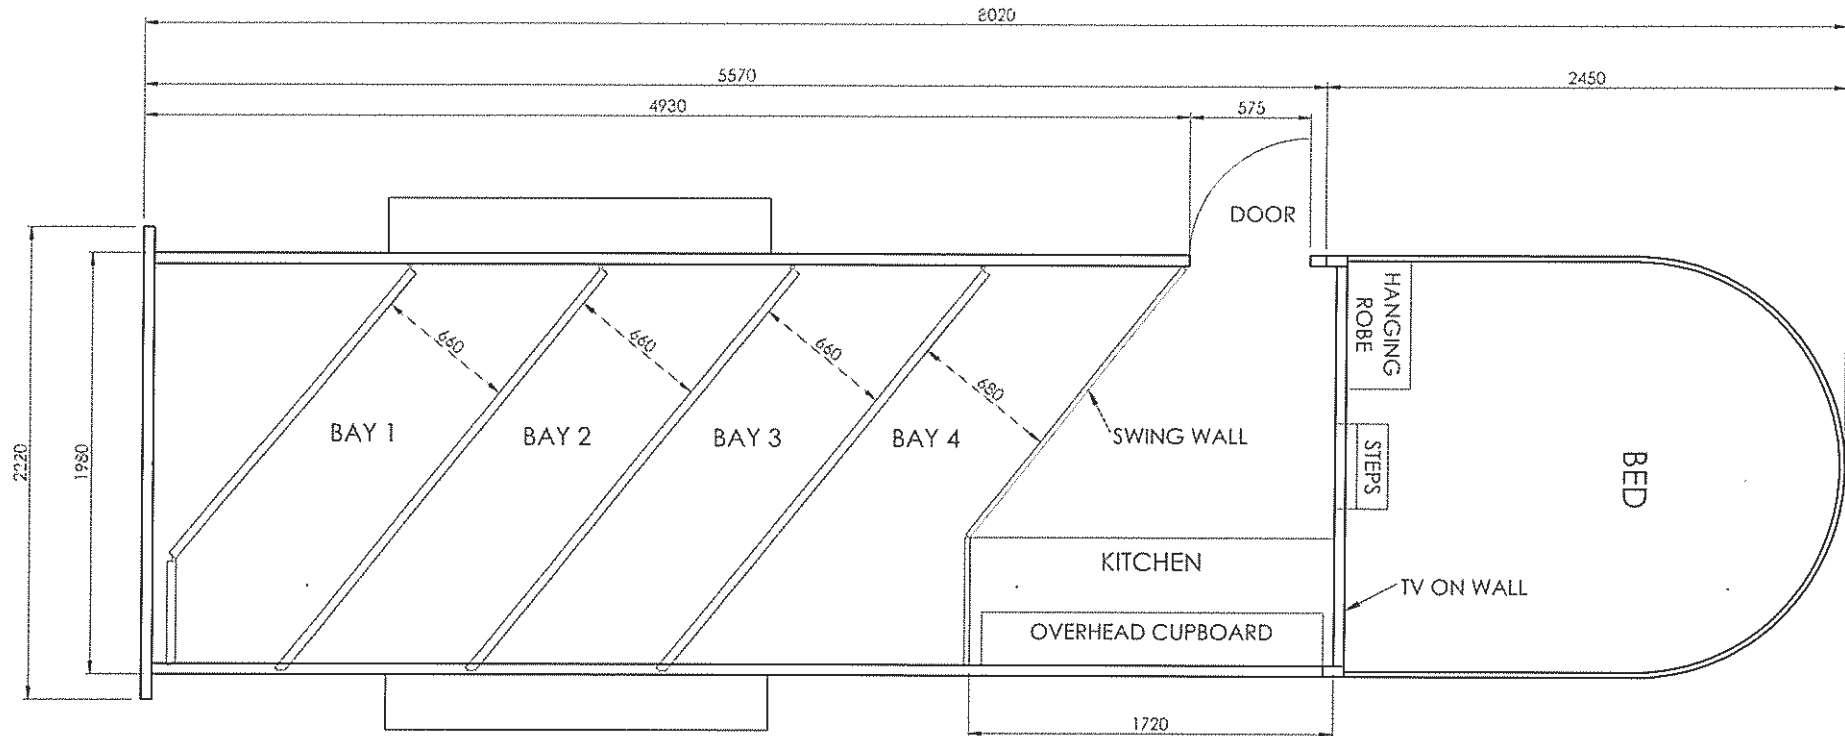 8020
5570
2450
4930
575
DOOR
2220
1980
660
660
660
680
BAY 1
BAY 2
BAY 3
BAY 4
SWING WALL
HANGING
ROBE
STEPS
BED
KITCHEN
TV ON WALL
OVERHEAD CUPBOARD
1720